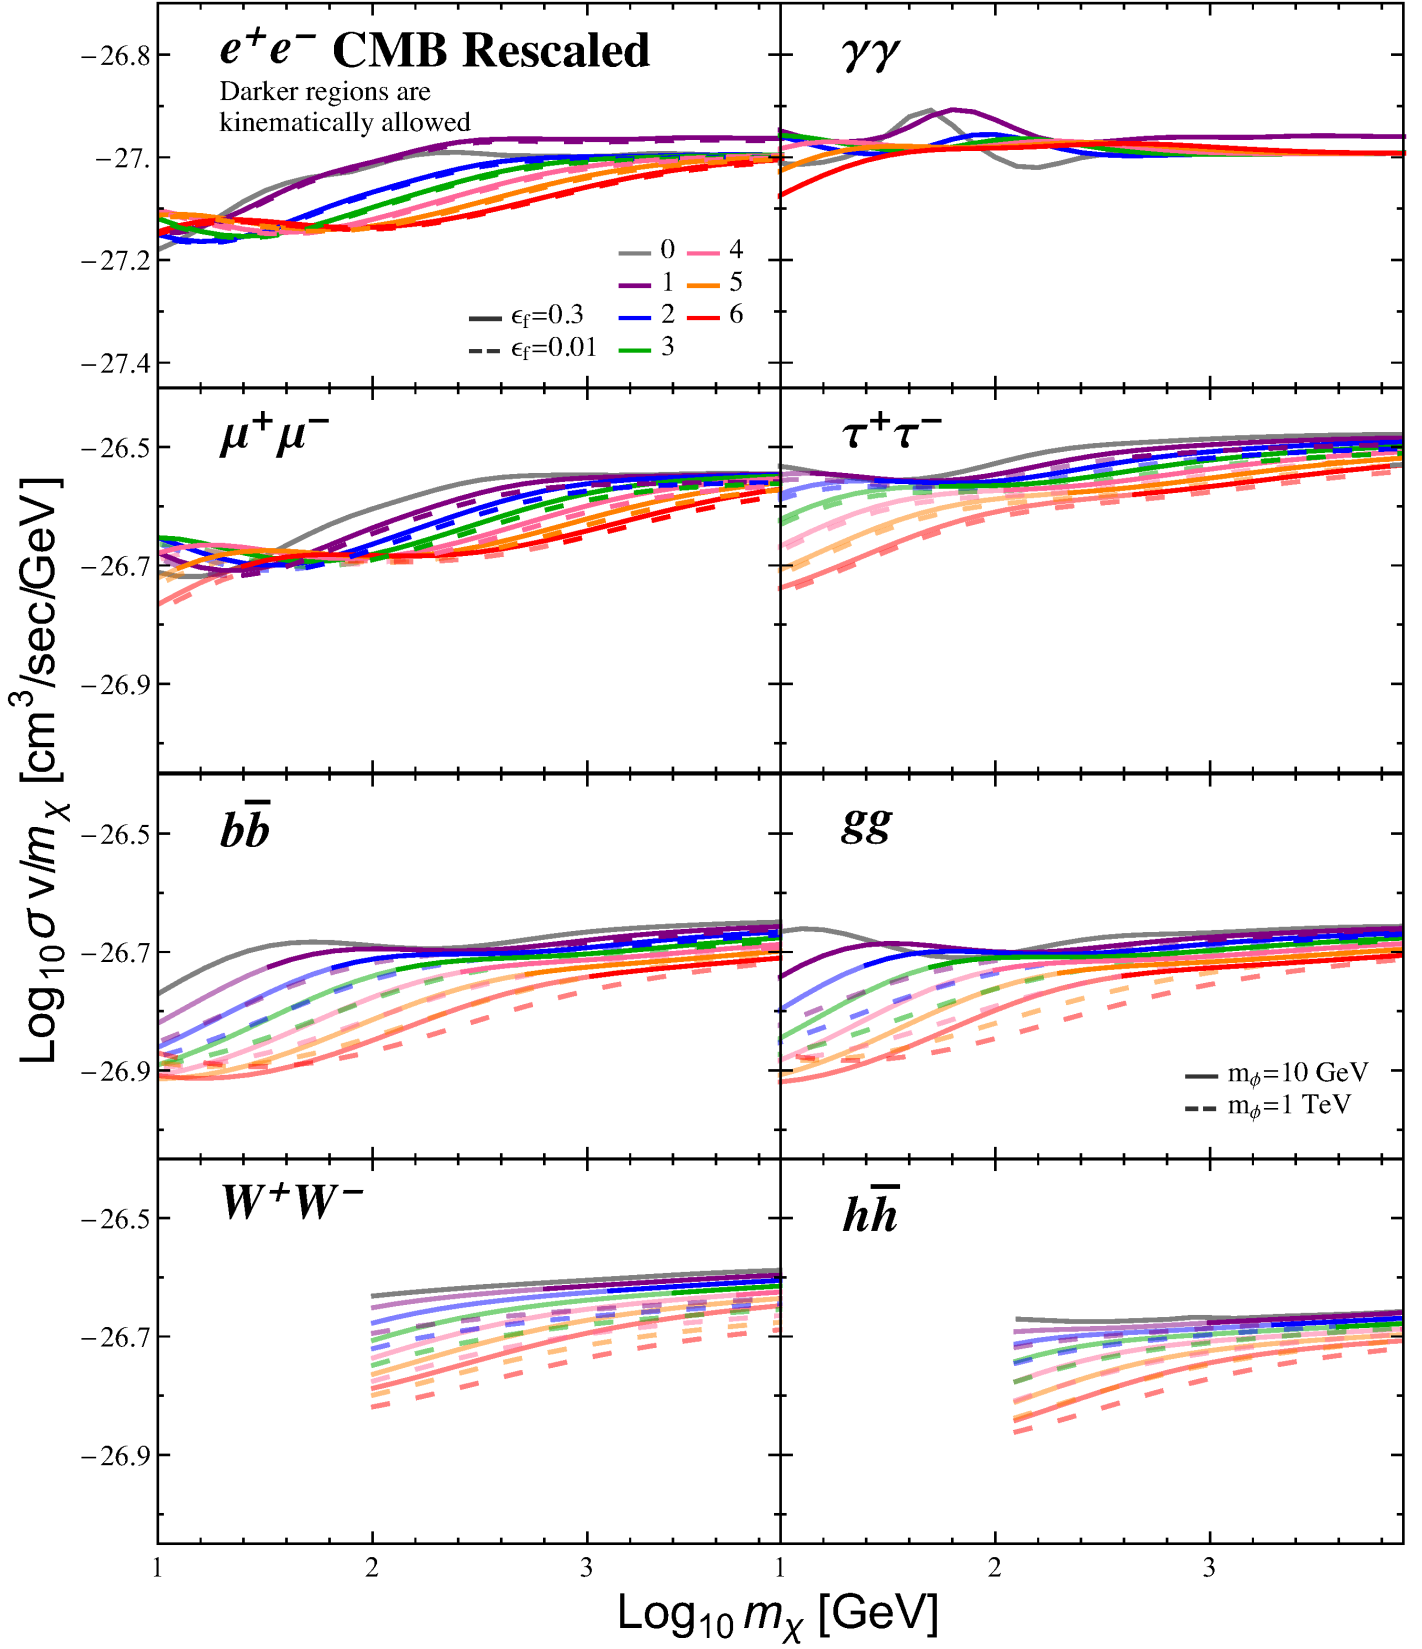 e⁺e⁻ CMB Rescaled
Darker regions are
kinematically allowed
−26.8
−27.
−27.2
−27.4
0 4
1 5
2 6
3
ϵf=0.3
ϵf=0.01
γγ
μ⁺μ⁻
−26.5
−26.7
−26.9
τ⁺τ⁻
bb̅
−26.5
−26.7
−26.9
gg
mϕ=10 GeV
mϕ=1 TeV
W⁺W⁻
−26.5
−26.7
−26.9
hh̅
1 2 3 1 2 3
Log₁₀ σ v/mχ [cm³/sec/GeV]
Log₁₀ mχ [GeV]